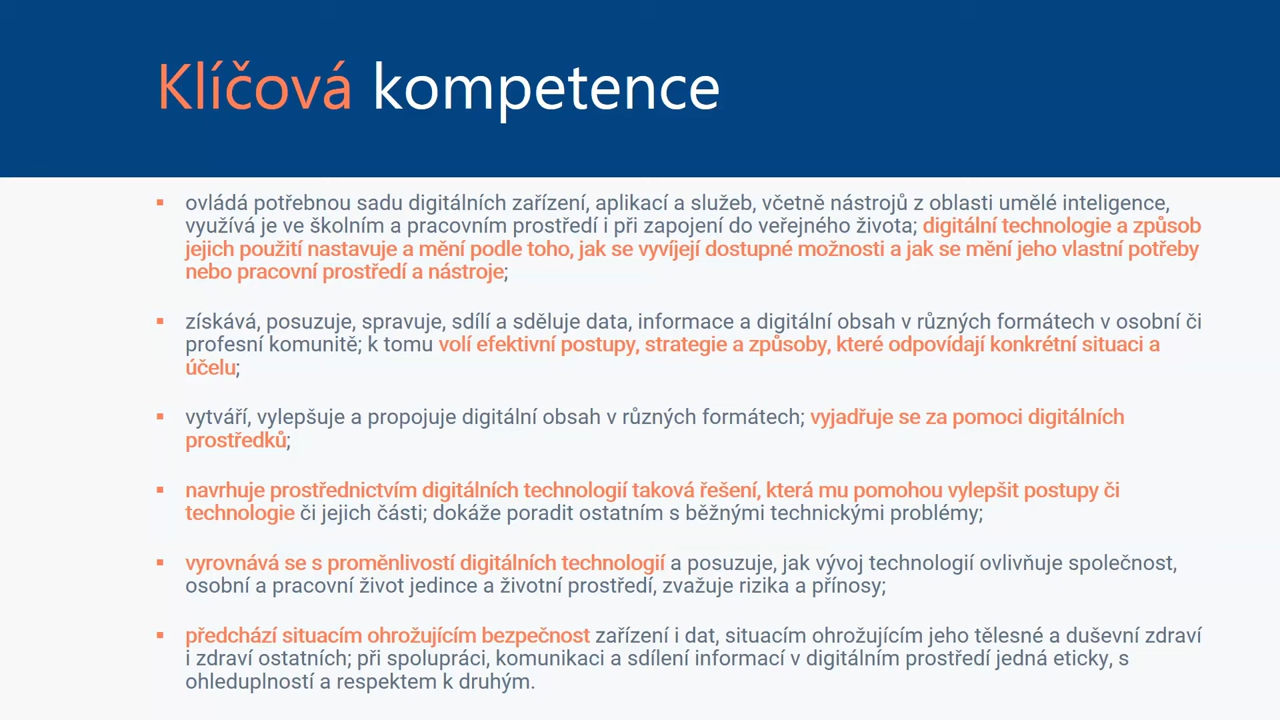 Klíčová kompetence
▪ ovládá potřebnou sadu digitálních zařízení, aplikací a služeb, včetně nástrojů z oblasti umělé inteligence,
využívá je ve školním a pracovním prostředí i při zapojení do veřejného života; digitální technologie a způsob
jejich použití nastavuje a mění podle toho, jak se vyvíjejí dostupné možnosti a jak se mění jeho vlastní potřeby
nebo pracovní prostředí a nástroje;
▪ získává, posuzuje, spravuje, sdílí a sděluje data, informace a digitální obsah v různých formátech v osobní či
profesní komunitě; k tomu volí efektivní postupy, strategie a způsoby, které odpovídají konkrétní situaci a
účelu;
▪ vytváří, vylepšuje a propojuje digitální obsah v různých formátech; vyjadřuje se za pomoci digitálních
prostředků;
▪ navrhuje prostřednictvím digitálních technologií taková řešení, která mu pomohou vylepšit postupy či
technologie či jejich části; dokáže poradit ostatním s běžnými technickými problémy;
▪ vyrovnává se s proměnlivostí digitálních technologií a posuzuje, jak vývoj technologií ovlivňuje společnost,
osobní a pracovní život jedince a životní prostředí, zvažuje rizika a přínosy;
▪ předchází situacím ohrožujícím bezpečnost zařízení i dat, situacím ohrožujícím jeho tělesné a duševní zdraví
i zdraví ostatních; při spolupráci, komunikaci a sdílení informací v digitálním prostředí jedná eticky, s
ohleduplností a respektem k druhým.